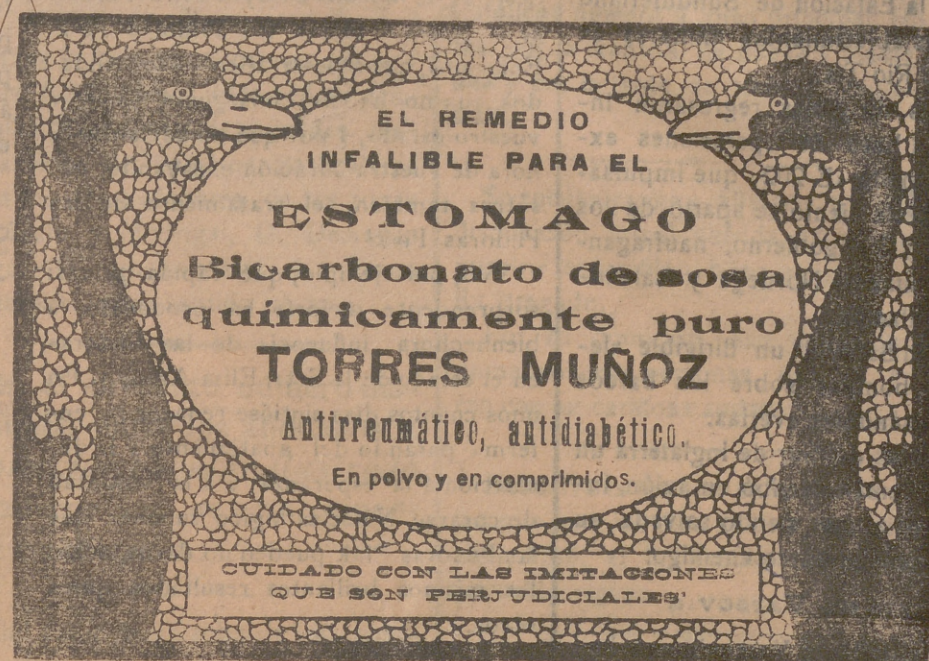 EL REMEDIO
INFALIBLE PARA EL
ESTOMAGO
Bicarbonato de sosa
químicamente puro
TORRES MUÑOZ
Antirreumático, antidiabético.
En polvo y en comprimidos.
CUIDADO CON LAS IMITACIONES
QUE SON PERJUDICIALES